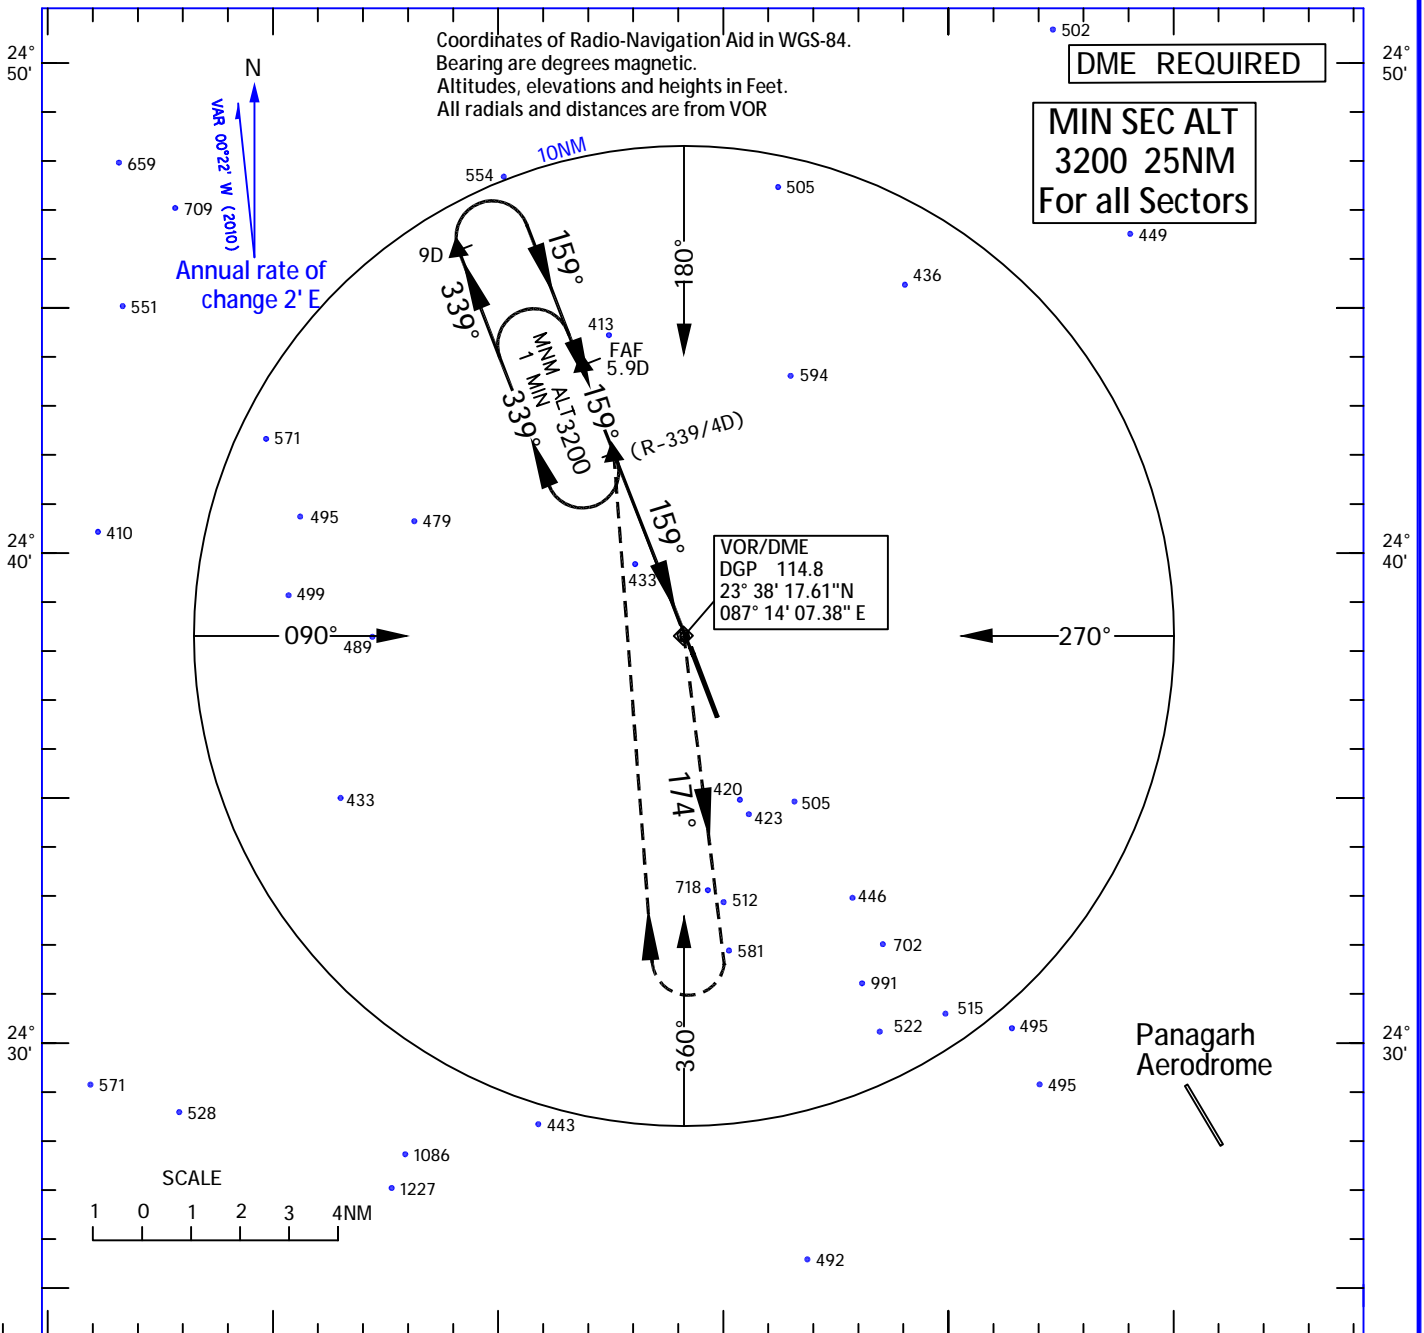 Coordinates of Radio-Navigation Aid in WGS-84.
Bearing are degrees magnetic.
Altitudes, elevations and heights in Feet.
All radials and distances are from VOR
502
DME REQUIRED
24°
50'
24°
50'
N
VAR 00°22' W (2010)
Annual rate of
change 2' E
MIN SEC ALT
3200 25NM
For all Sectors
10NM
659
554
505
709
449
180°
9D
159°
436
551
339°
413
FAF
5.9D
MNM ALT 3200
1 MIN
594
339°
159°
(R-339/4D)
571
495
479
410
159°
24°
40'
24°
40'
VOR/DME
DGP 114.8
23° 38' 17.61"N
087° 14' 07.38" E
433
499
090°
489
270°
174°
420
505
433
423
718
512
446
581
702
991
515
522
495
360°
24°
30'
24°
30'
Panagarh
Aerodrome
571
495
528
443
1086
SCALE
1227
1 0 1 2 3 4NM
492